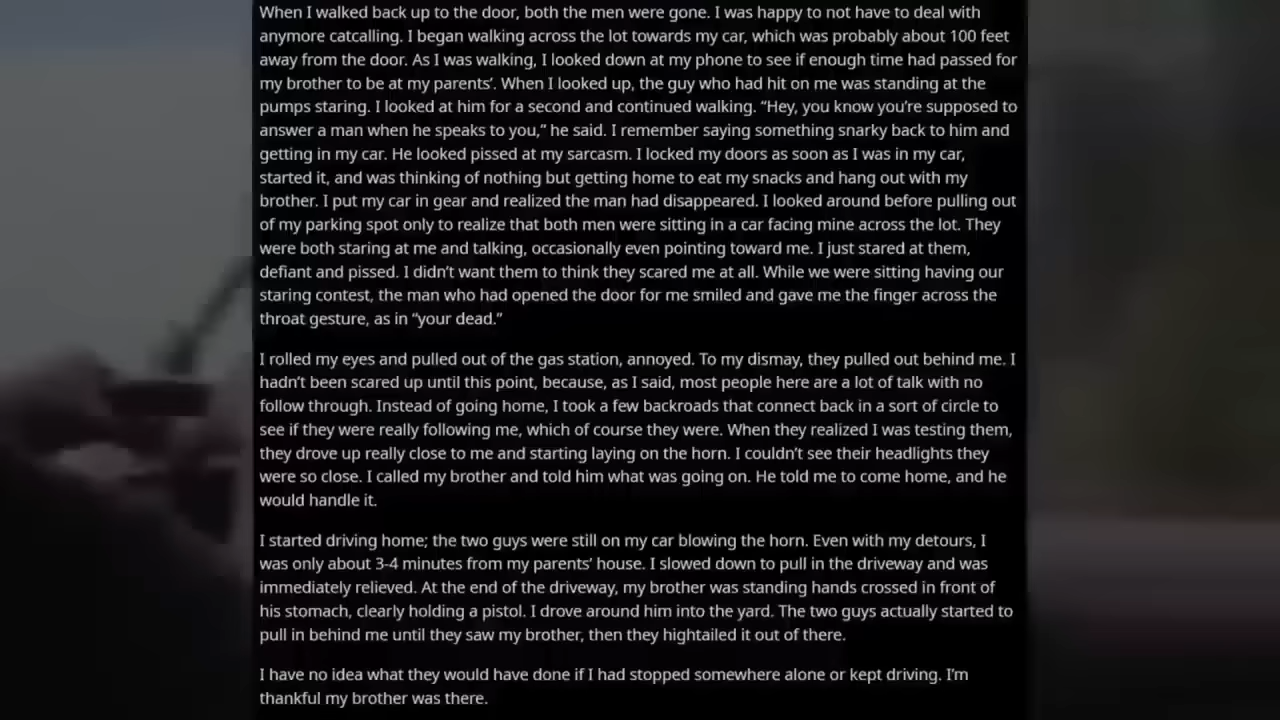 When I walked back up to the door, both the men were gone. I was happy to not have to deal with
anymore catcalling. I began walking across the lot towards my car, which was probably about 100 feet
away from the door. As I was walking, I looked down at my phone to see if enough time had passed for
my brother to be at my parents’. When I looked up, the guy who had hit on me was standing at the
pumps staring. I looked at him for a second and continued walking. “Hey, you know you’re supposed to
answer a man when he speaks to you,” he said. I remember saying something snarky back to him and
getting in my car. He looked pissed at my sarcasm. I locked my doors as soon as I was in my car,
started it, and was thinking of nothing but getting home to eat my snacks and hang out with my
brother. I put my car in gear and realized the man had disappeared. I looked around before pulling out
of my parking spot only to realize that both men were sitting in a car facing mine across the lot. They
were both staring at me and talking, occasionally even pointing toward me. I just stared at them,
defiant and pissed. I didn’t want them to think they scared me at all. While we were sitting having our
staring contest, the man who had opened the door for me smiled and gave me the finger across the
throat gesture, as in “your dead.”
I rolled my eyes and pulled out of the gas station, annoyed. To my dismay, they pulled out behind me. I
hadn’t been scared up until this point, because, as I said, most people here are a lot of talk with no
follow through. Instead of going home, I took a few backroads that connect back in a sort of circle to
see if they were really following me, which of course they were. When they realized I was testing them,
they drove up really close to me and starting laying on the horn. I couldn’t see their headlights they
were so close. I called my brother and told him what was going on. He told me to come home, and he
would handle it.
I started driving home; the two guys were still on my car blowing the horn. Even with my detours, I
was only about 3-4 minutes from my parents’ house. I slowed down to pull in the driveway and was
immediately relieved. At the end of the driveway, my brother was standing hands crossed in front of
his stomach, clearly holding a pistol. I drove around him into the yard. The two guys actually started to
pull in behind me until they saw my brother, then they hightailed it out of there.
I have no idea what they would have done if I had stopped somewhere alone or kept driving. I’m
thankful my brother was there.